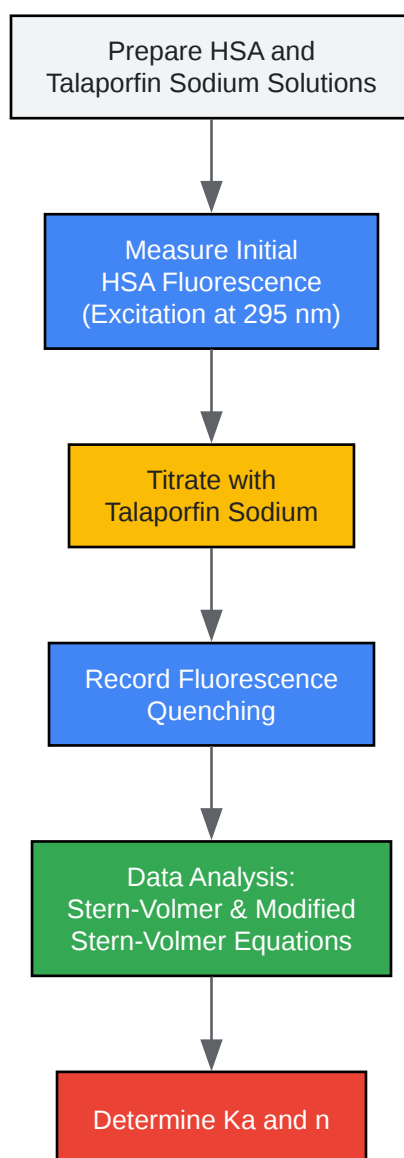 Prepare HSA and
Talaporfin Sodium Solutions
Measure Initial
HSA Fluorescence
(Excitation at 295 nm)
Titrate with
Talaporfin Sodium
Record Fluorescence
Quenching
Data Analysis:
Stern-Volmer & Modified
Stern-Volmer Equations
Determine Ka and n